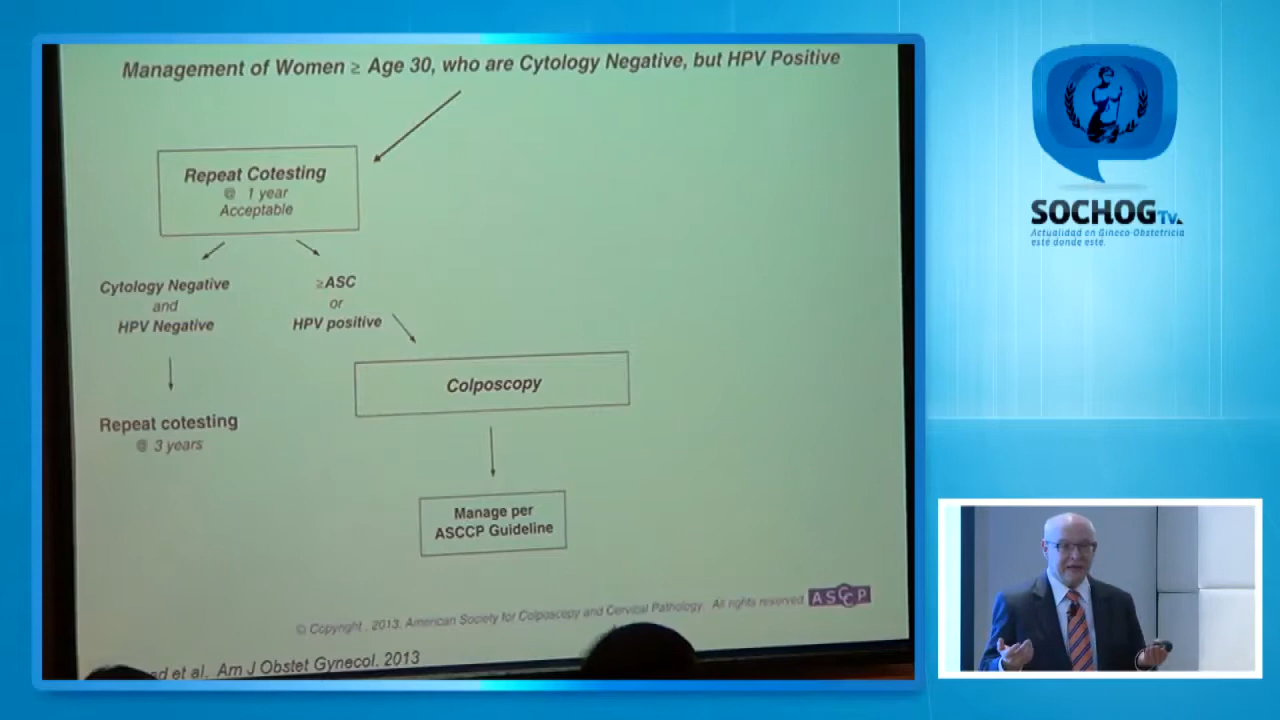 Management of Women ≥ Age 30, who are Cytology Negative, but HPV Positive
Repeat Cotesting
@ 1 year
Acceptable
Cytology Negative
and
HPV Negative
≥ASC
or
HPV positive
Colposcopy
Repeat cotesting
@ 3 years
Manage per
ASCCP Guideline
© Copyright , 2013, American Society for Colposcopy and Cervical Pathology. All rights reserved
ASCCP
et al, Am J Obstet Gynecol, 2013
SOCHOG Tv.
Actualidad en Gineco-Obstetricia
esté donde esté.